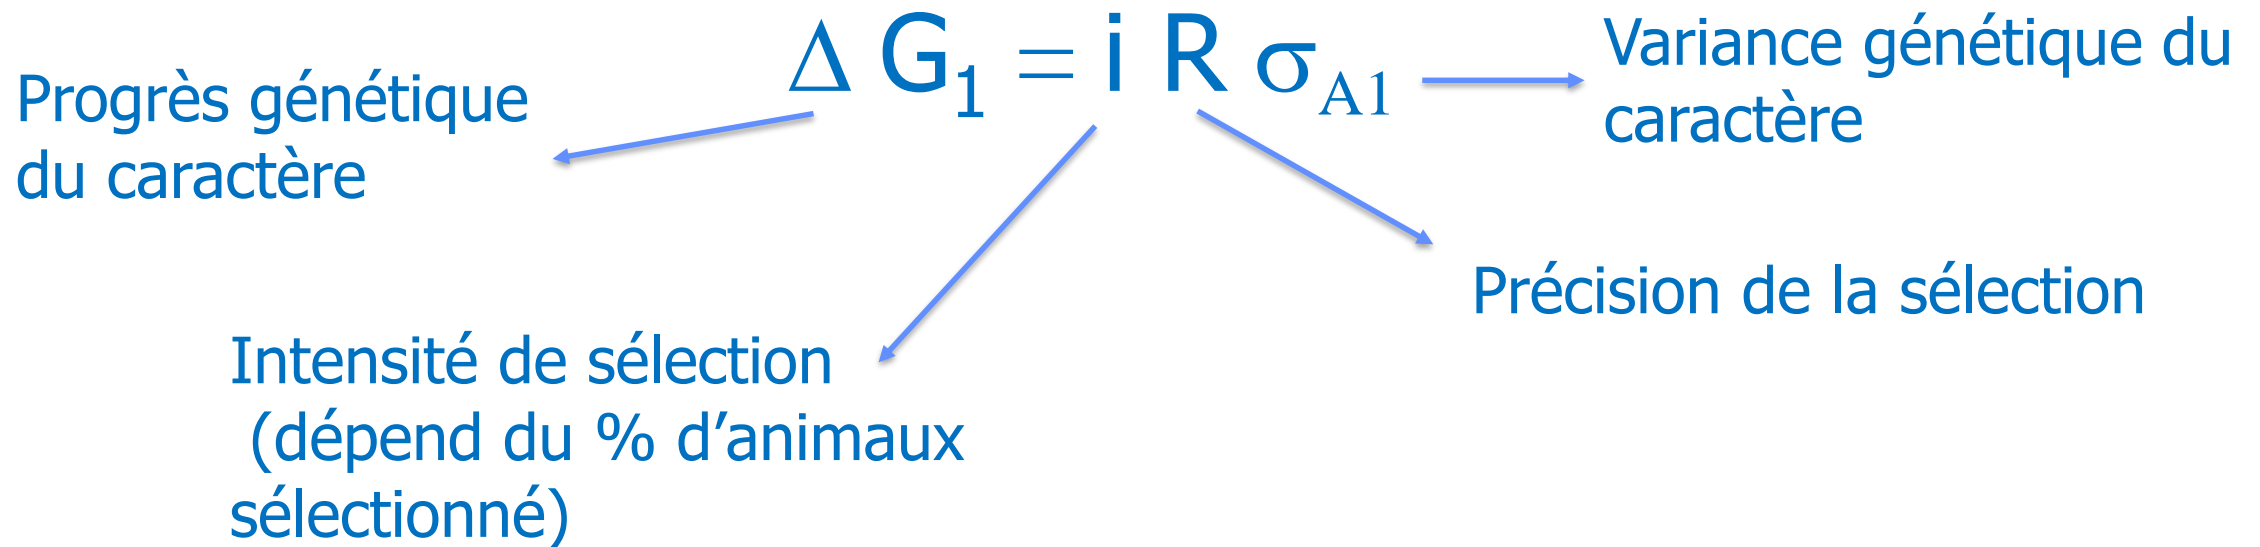 Δ G₁ = i R σ_A1
Variance génétique du
caractère
Progrès génétique
du caractère
Précision de la sélection
Intensité de sélection
(dépend du % d’animaux
sélectionné)